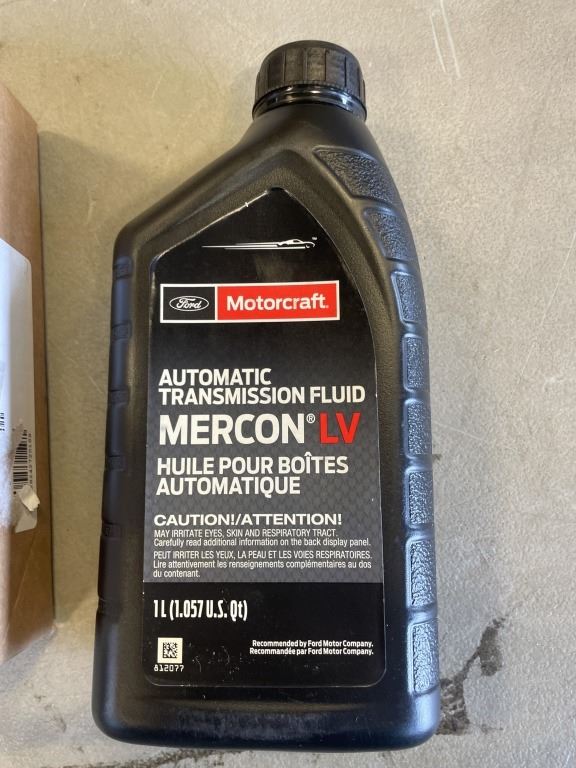 ™
Ford
Motorcraft®
AUTOMATIC
TRANSMISSION FLUID
MERCON® LV
HUILE POUR BOÎTES
AUTOMATIQUE
CAUTION!/ATTENTION!
MAY IRRITATE EYES, SKIN AND RESPIRATORY TRACT.
Carefully read additional information on the back display panel.
PEUT IRRITER LES YEUX, LA PEAU ET LES VOIES RESPIRATOIRES.
Lire attentivement les renseignements complémentaires au dos
du contenant.
1 L (1.057 U.S. Qt)
Recommended by Ford Motor Company.
Recommandée par Ford Motor Company.
812077